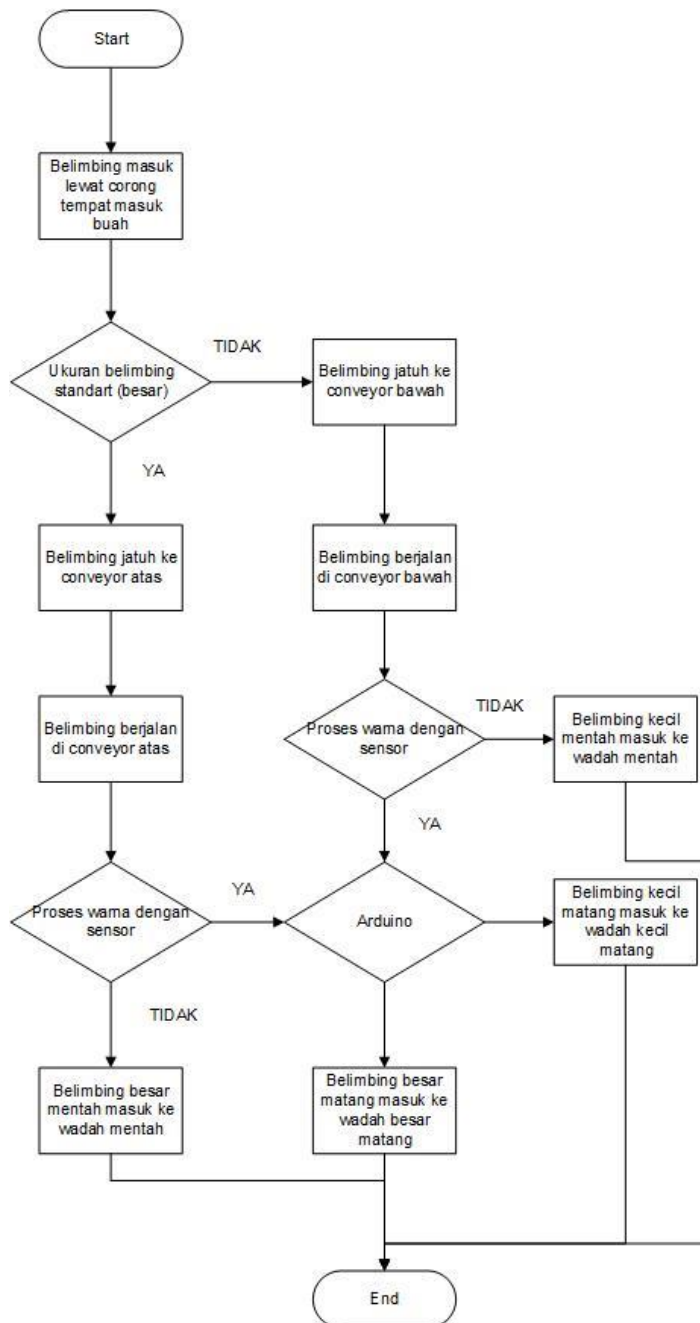 Start
Belimbing masuk
lewat corong
tempat masuk
buah
Ukuran belimbing
standart (besar)
TIDAK
Belimbing jatuh ke
conveyor bawah
YA
Belimbing jatuh ke
conveyor atas
Belimbing berjalan
di conveyor bawah
Belimbing berjalan
di conveyor atas
Proses warna dengan
sensor
TIDAK
Belimbing kecil
mentah masuk ke
wadah mentah
YA
Proses warna dengan
sensor
YA
Arduino
Belimbing kecil
matang masuk ke
wadah kecil
matang
TIDAK
Belimbing besar
mentah masuk ke
wadah mentah
Belimbing besar
matang masuk ke
wadah besar
matang
End